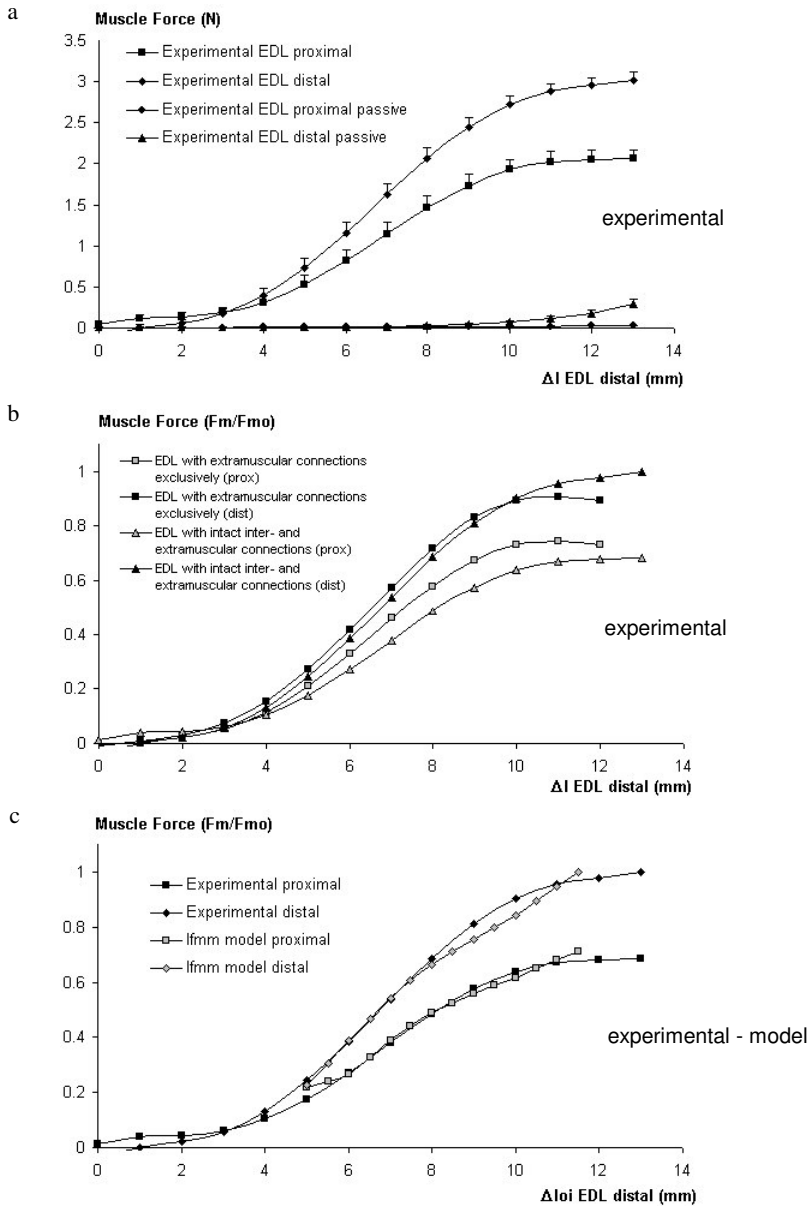 a
Muscle Force (N)
Experimental EDL proximal
Experimental EDL distal
Experimental EDL proximal passive
Experimental EDL distal passive
3.5
3
2.5
2
1.5
1
0.5
0
experimental
0 2 4 6 8 10 12 14
Δl EDL distal (mm)
b
Muscle Force (Fm/Fmo)
EDL with extramuscular connections
exclusively (prox)
EDL with extramuscular connections
exclusively (dist)
EDL with intact inter- and
extramuscular connections (prox)
EDL with intact inter- and
extramuscular connections (dist)
1
0.8
0.6
0.4
0.2
0
experimental
0 2 4 6 8 10 12 14
Δl EDL distal (mm)
c
Muscle Force (Fm/Fmo)
Experimental proximal
Experimental distal
lfmm model proximal
lfmm model distal
1
0.8
0.6
0.4
0.2
0
experimental - model
0 2 4 6 8 10 12 14
Δloi EDL distal (mm)